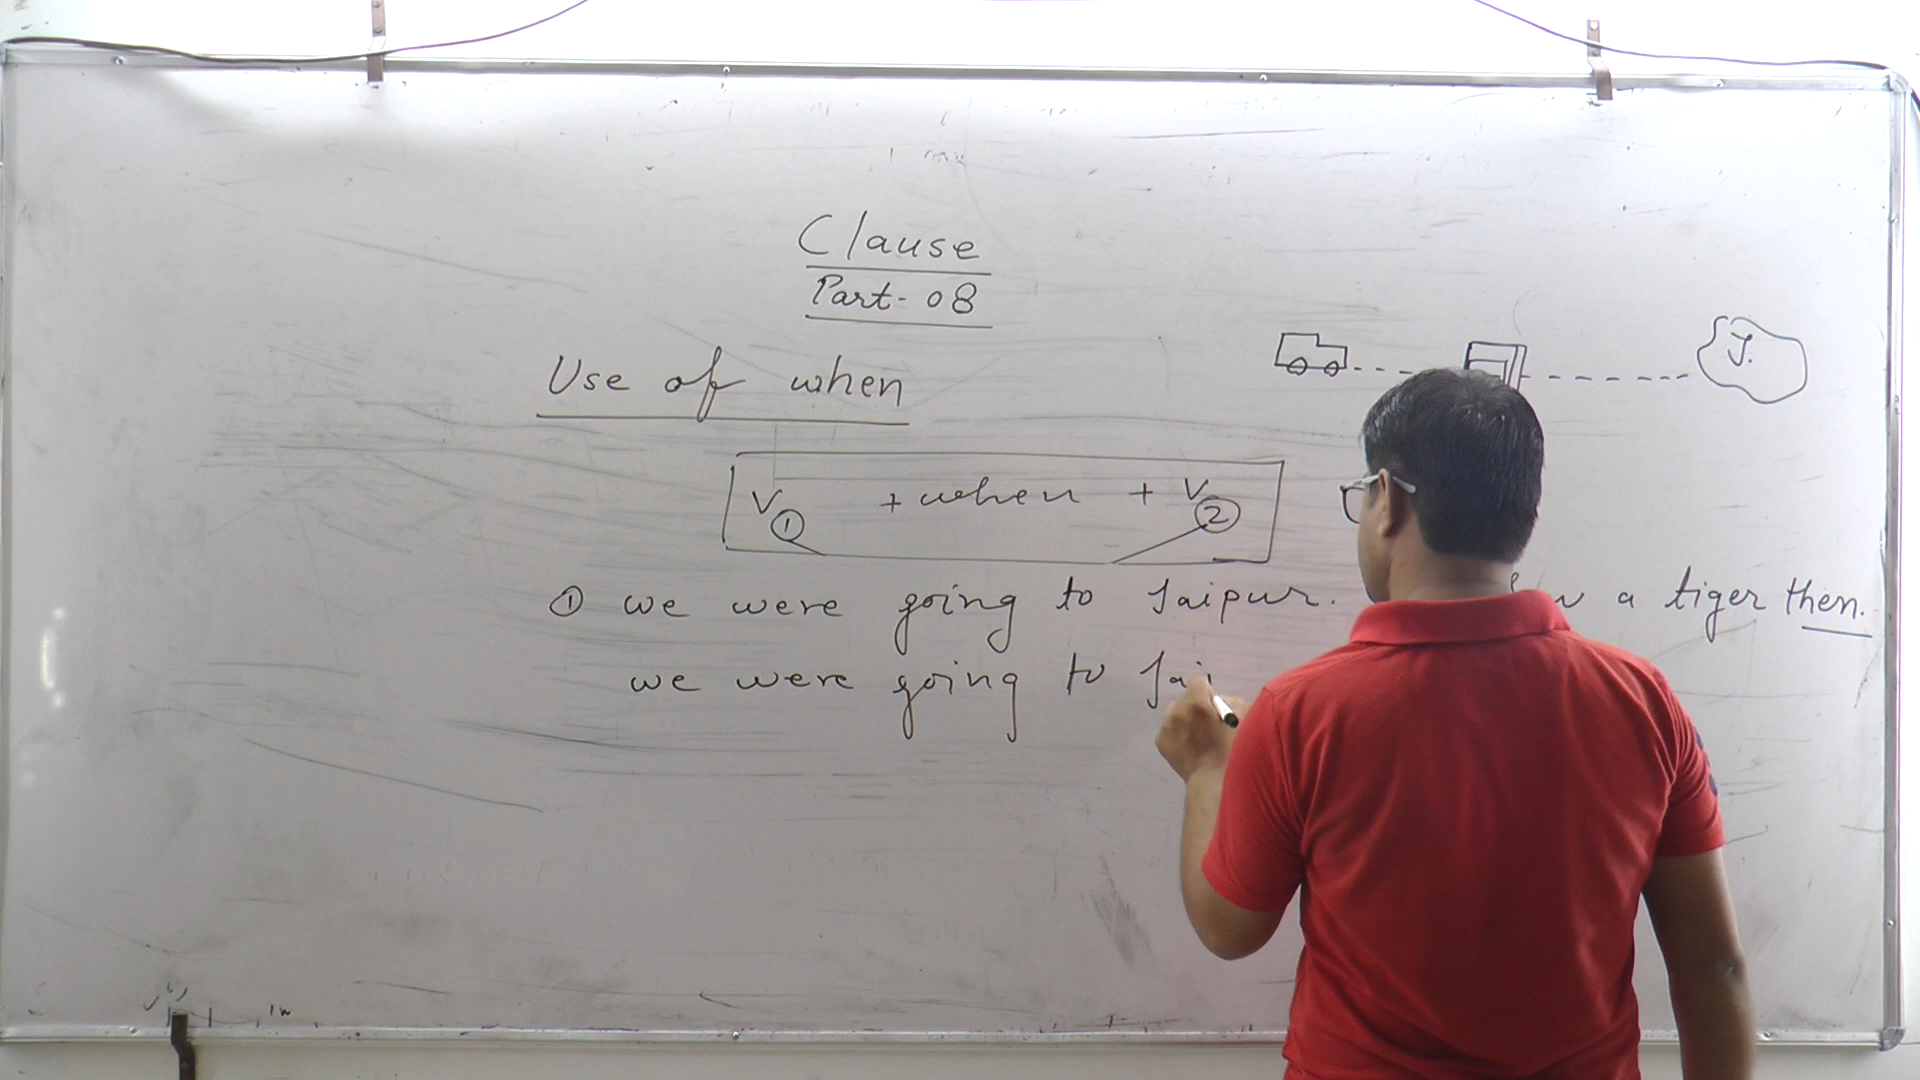 Clause
Part-08
J.
Use of when
V① + when + V②
① we were going to Jaipur. a tiger then.
we were going to Jai